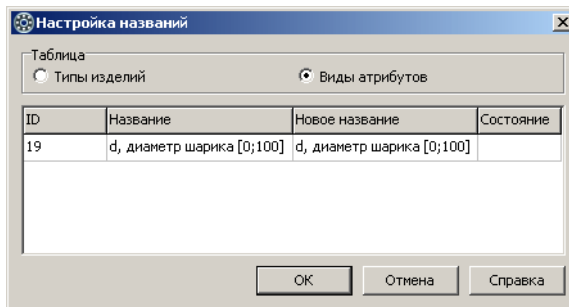 Настройка названий
Таблица
Типы изделий Виды атрибутов
ID Название Новое название Состояние
19 d, диаметр шарика [0;100] d, диаметр шарика [0;100]
ОК Отмена Справка